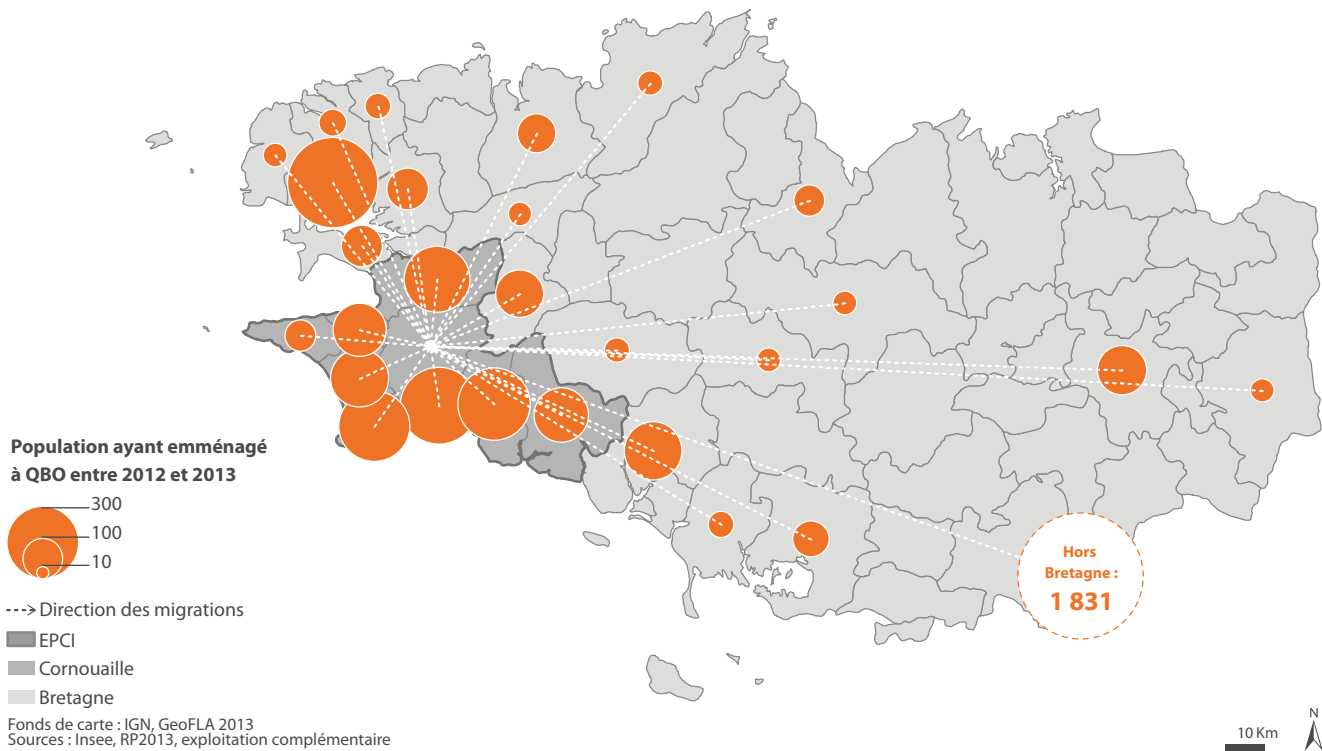 Population ayant emménagé
à QBO entre 2012 et 2013
300
100
10
Direction des migrations
EPCI
Cornouaille
Bretagne
Fonds de carte : IGN, GeoFLA 2013
Sources : Insee, RP2013, exploitation complémentaire
Hors
Bretagne :
1 831
10 Km
N